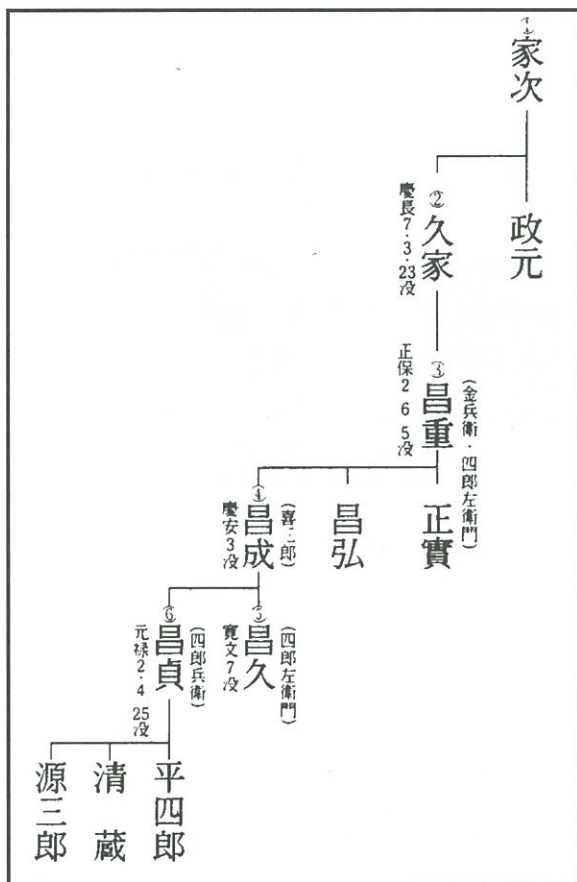 ①家次
政元
②久家
慶長7・3・23没
(金兵衛・四郎左衛門)
③昌重
正保2 6 5没
正實
昌弘
(喜 郎)
④昌成
慶安3没
(四郎左衛門)
⑤昌久
寛文7没
(四郎兵衛)
⑥昌貞
元禄2・4 25没
平四郎
清蔵
源三郎